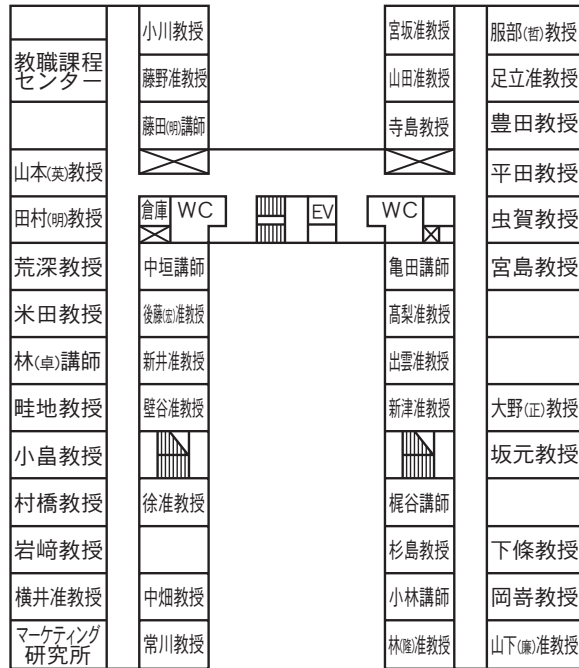 小川教授
宮坂准教授
服部(哲)教授
教職課程
センター
藤野准教授
山田准教授
足立准教授
藤田(明)講師
寺島教授
豊田教授
山本(英)教授
平田教授
田村(明)教授
倉庫
WC
EV
WC
虫賀教授
荒深教授
中垣講師
亀田講師
宮島教授
米田教授
後藤(宏)准教授
髙梨准教授
林(卓)講師
新井准教授
出雲准教授
畦地教授
壁谷准教授
新津准教授
大野(正)教授
小畠教授
坂元教授
村橋教授
徐准教授
梶谷講師
岩﨑教授
杉島教授
下條教授
横井准教授
中畑教授
小林講師
岡嵜教授
マーケティング
研究所
常川教授
林(隆)准教授
山下(廉)准教授